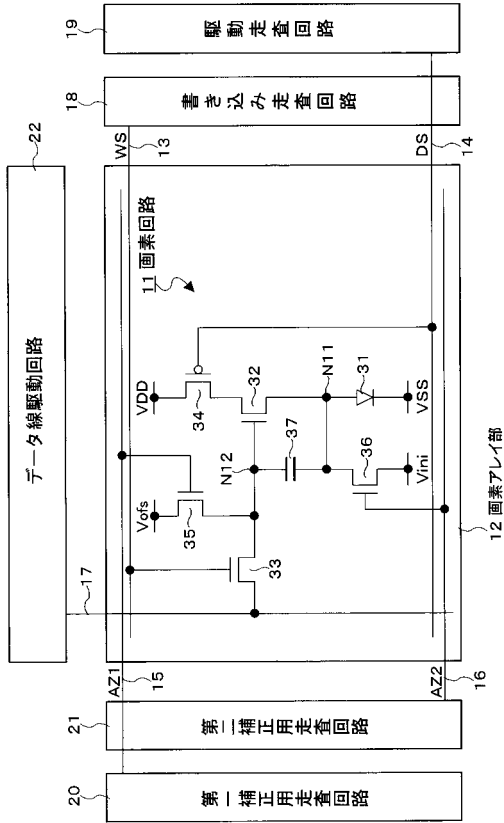 22
データ線駆動回路
17
19
駆動走査回路
18
書き込み走査回路
WS
13
DS
14
11 画素回路
VDD
34
32
N11
31
VSS
N12
37
36
Vini
Vofs
35
33
12 画素アレイ部
AZ1
15
AZ2
16
21
第二補正用走査回路
20
第一補正用走査回路